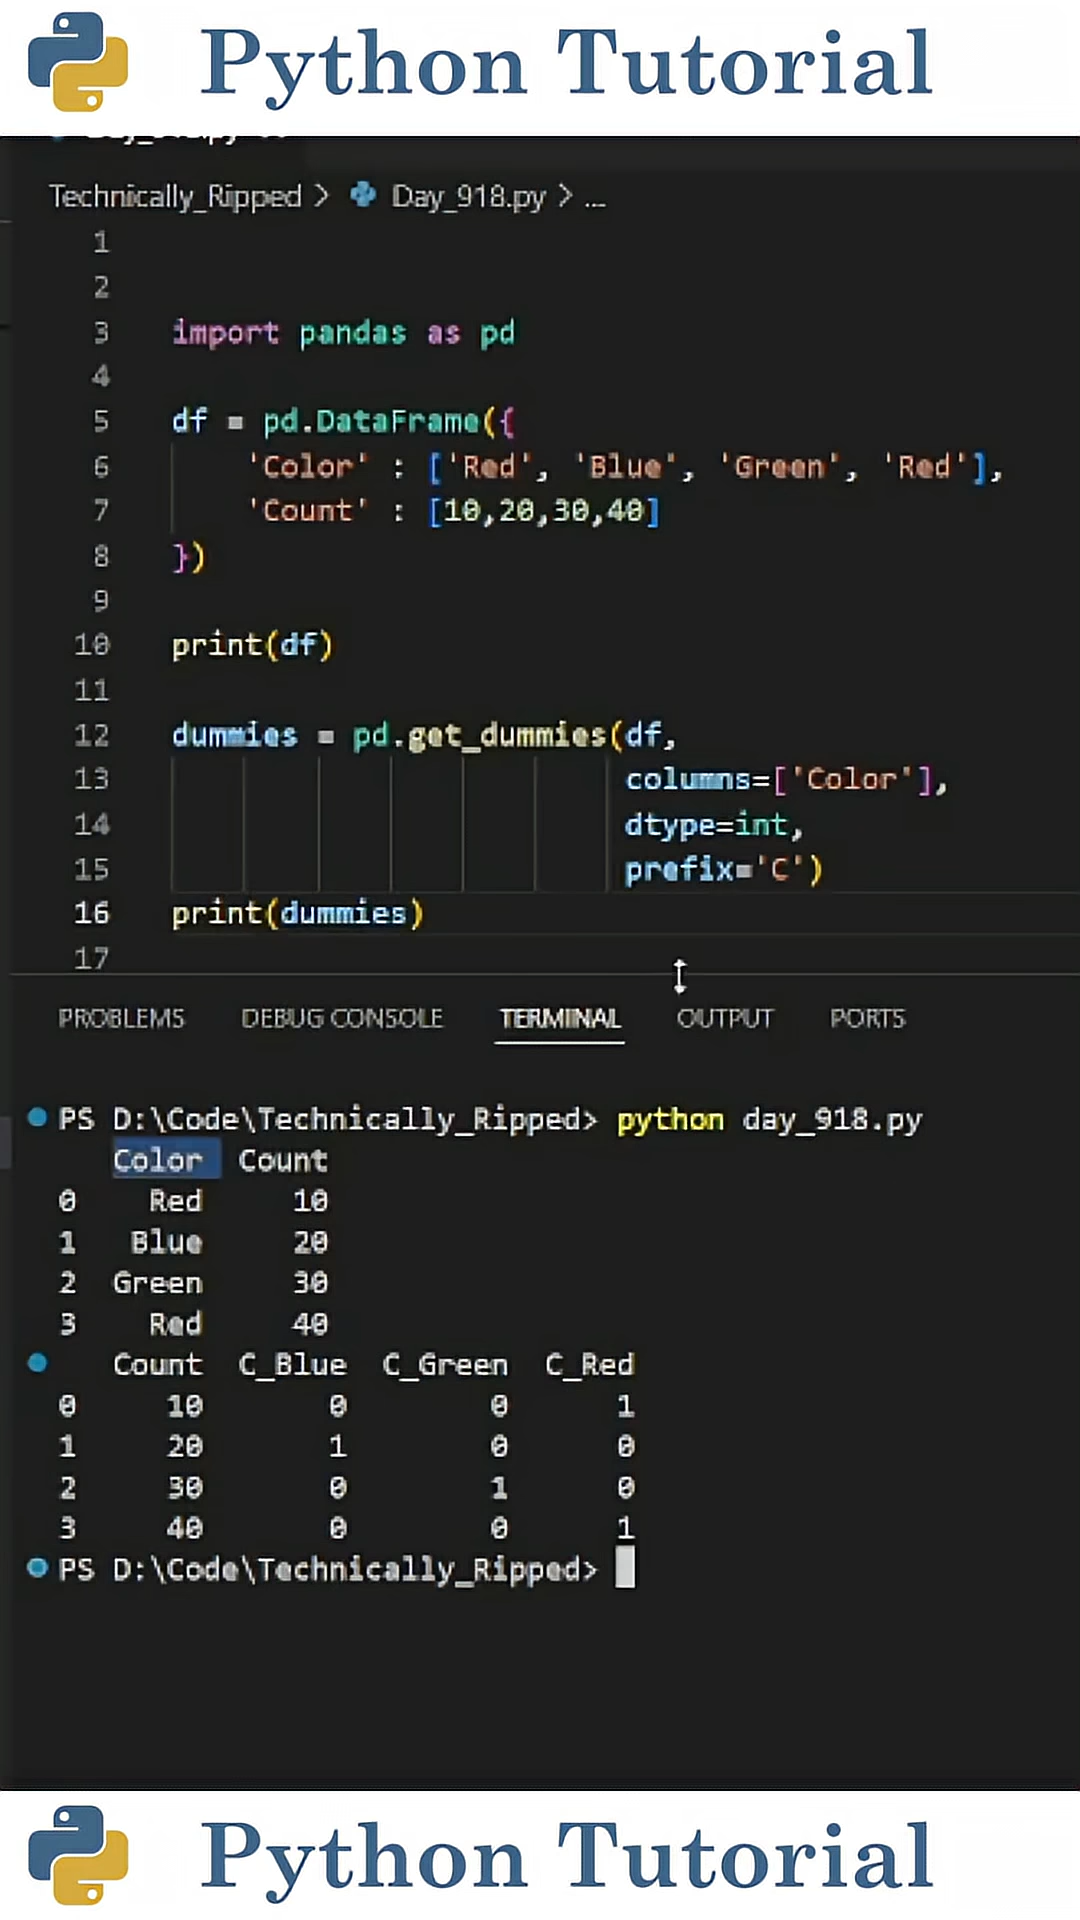 Python Tutorial
Technically_Ripped > Day_918.py > ...
1
2
3 import pandas as pd
4
5 df = pd.DataFrame({
6 'Color' : ['Red', 'Blue', 'Green', 'Red'],
7 'Count' : [10,20,30,40]
8 })
9
10 print(df)
11
12 dummies = pd.get_dummies(df,
13 columns=['Color'],
14 dtype=int,
15 prefix='C')
16 print(dummies)
17
PROBLEMS DEBUG CONSOLE TERMINAL OUTPUT PORTS
PS D:\Code\Technically_Ripped> python day_918.py
Color Count
0 Red 10
1 Blue 20
2 Green 30
3 Red 40
Count C_Blue C_Green C_Red
0 10 0 0 1
1 20 1 0 0
2 30 0 1 0
3 40 0 0 1
PS D:\Code\Technically_Ripped>
Python Tutorial